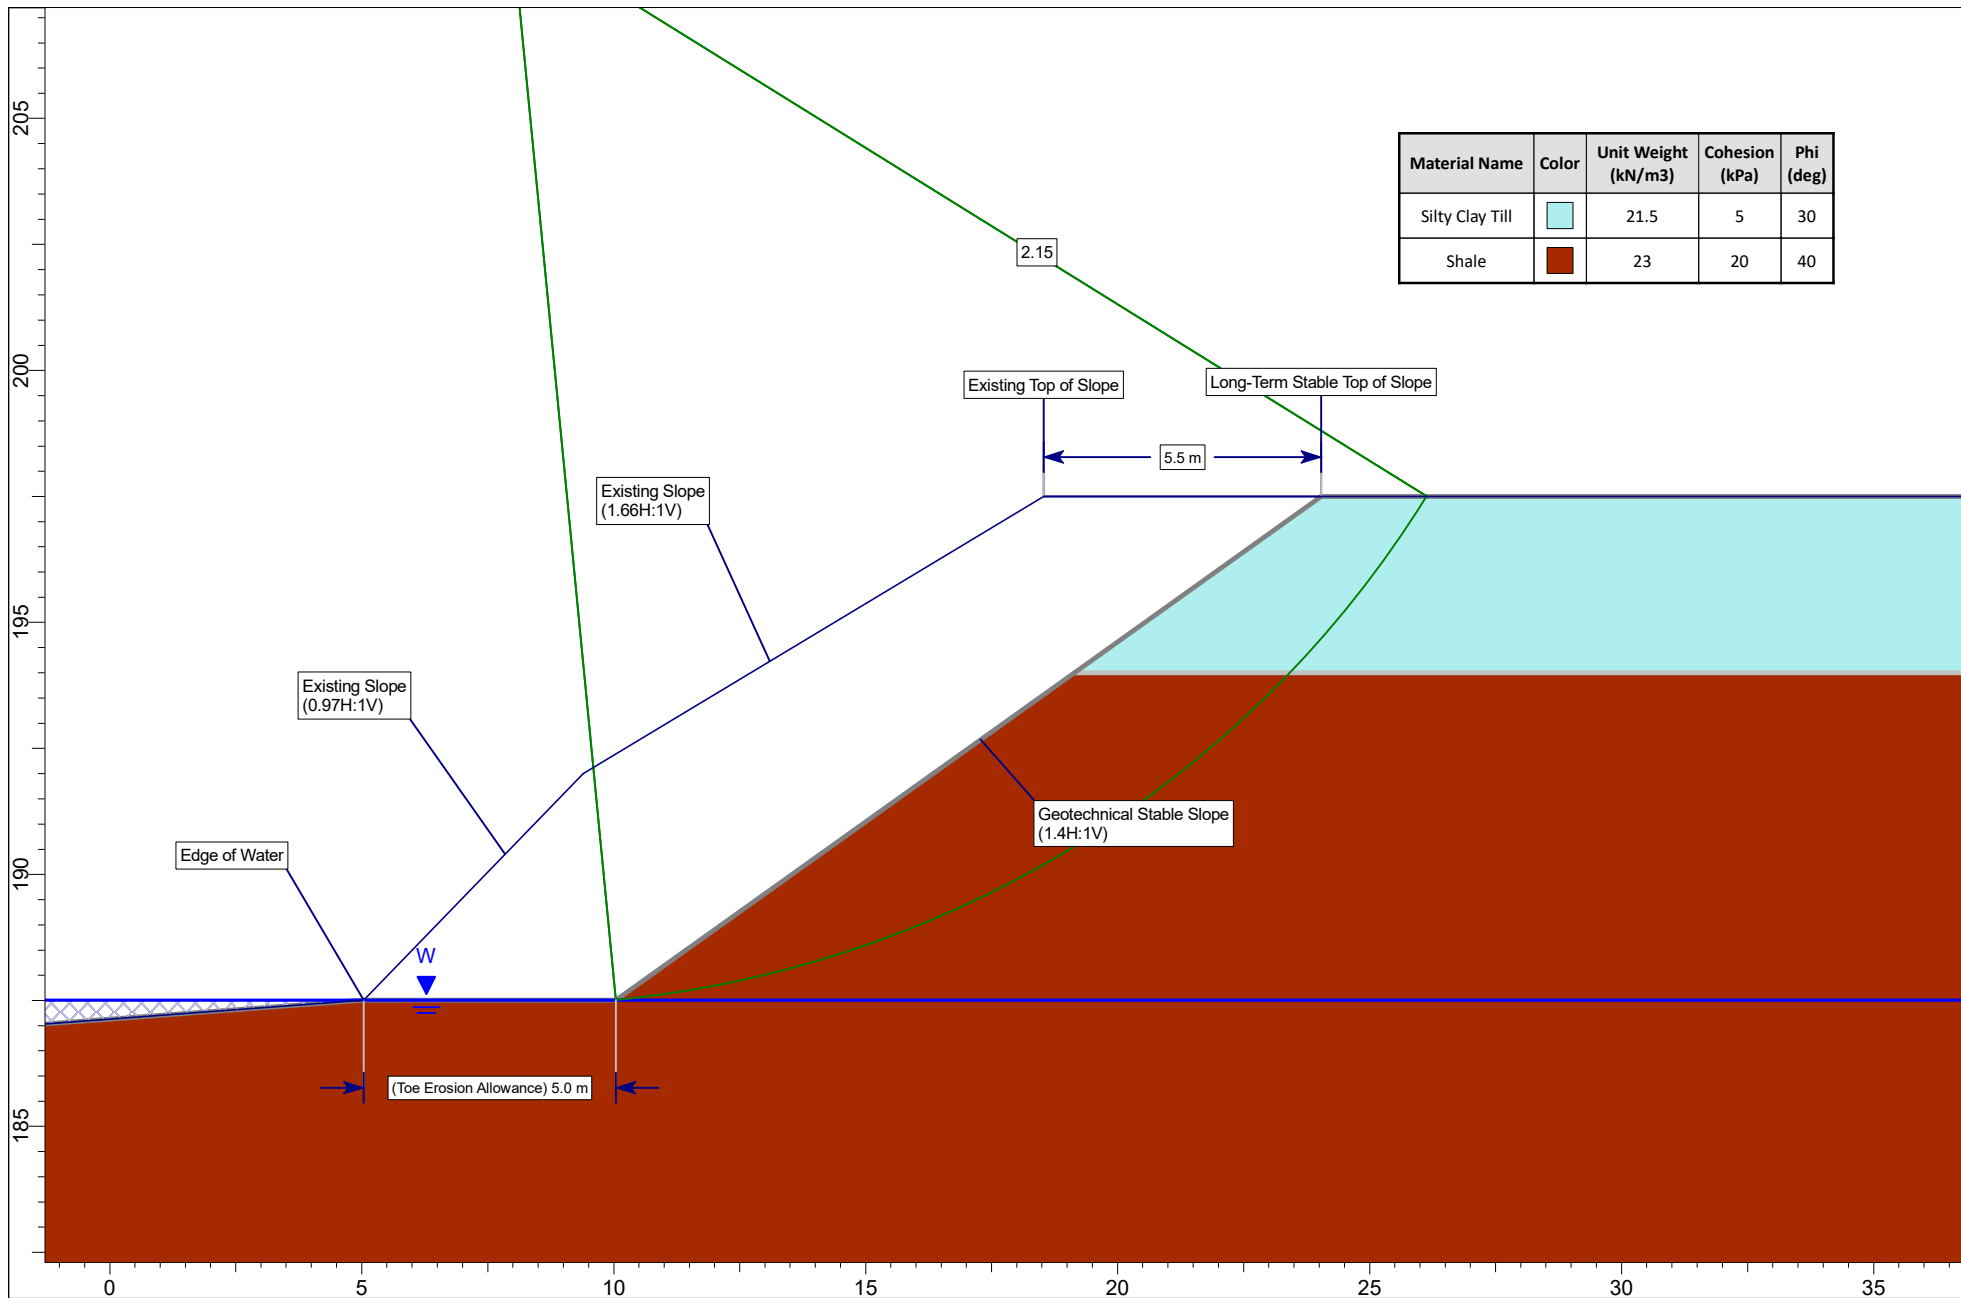 205
200
195
190
185
Material Name Color Unit Weight (kN/m3) Cohesion (kPa) Phi (deg)
Silty Clay Till 21.5 5 30
Shale 23 20 40
2.15
Existing Top of Slope
Long-Term Stable Top of Slope
5.5 m
Existing Slope
(1.66H:1V)
Existing Slope
(0.97H:1V)
Geotechnical Stable Slope
(1.4H:1V)
Edge of Water
W
(Toe Erosion Allowance) 5.0 m
0 5 10 15 20 25 30 35